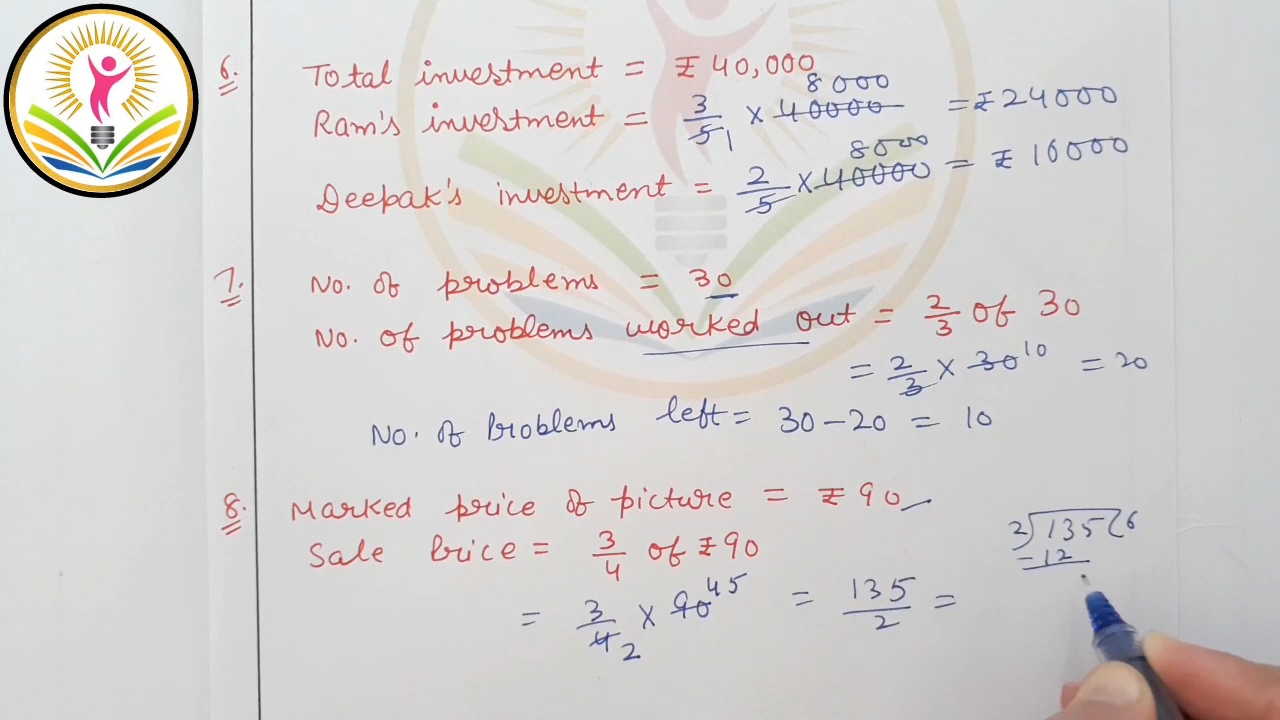 6. Total investment = ₹ 40,000
8000
Ram's investment = 3/5 1 × 40000 = ₹ 24000
8000
Deepak's investment = 2/5 × 40000 = ₹ 16000
7. No. of problems = 30
No. of problems worked out = 2/3 of 30
= 2/3 × 30 10 = 20
No. of problems left = 30 - 20 = 10
8. Marked price of picture = ₹ 90
Sale price = 3/4 of ₹ 90
= 3/4 2 × 90 45 = 135/2 =
2)135(6
-12